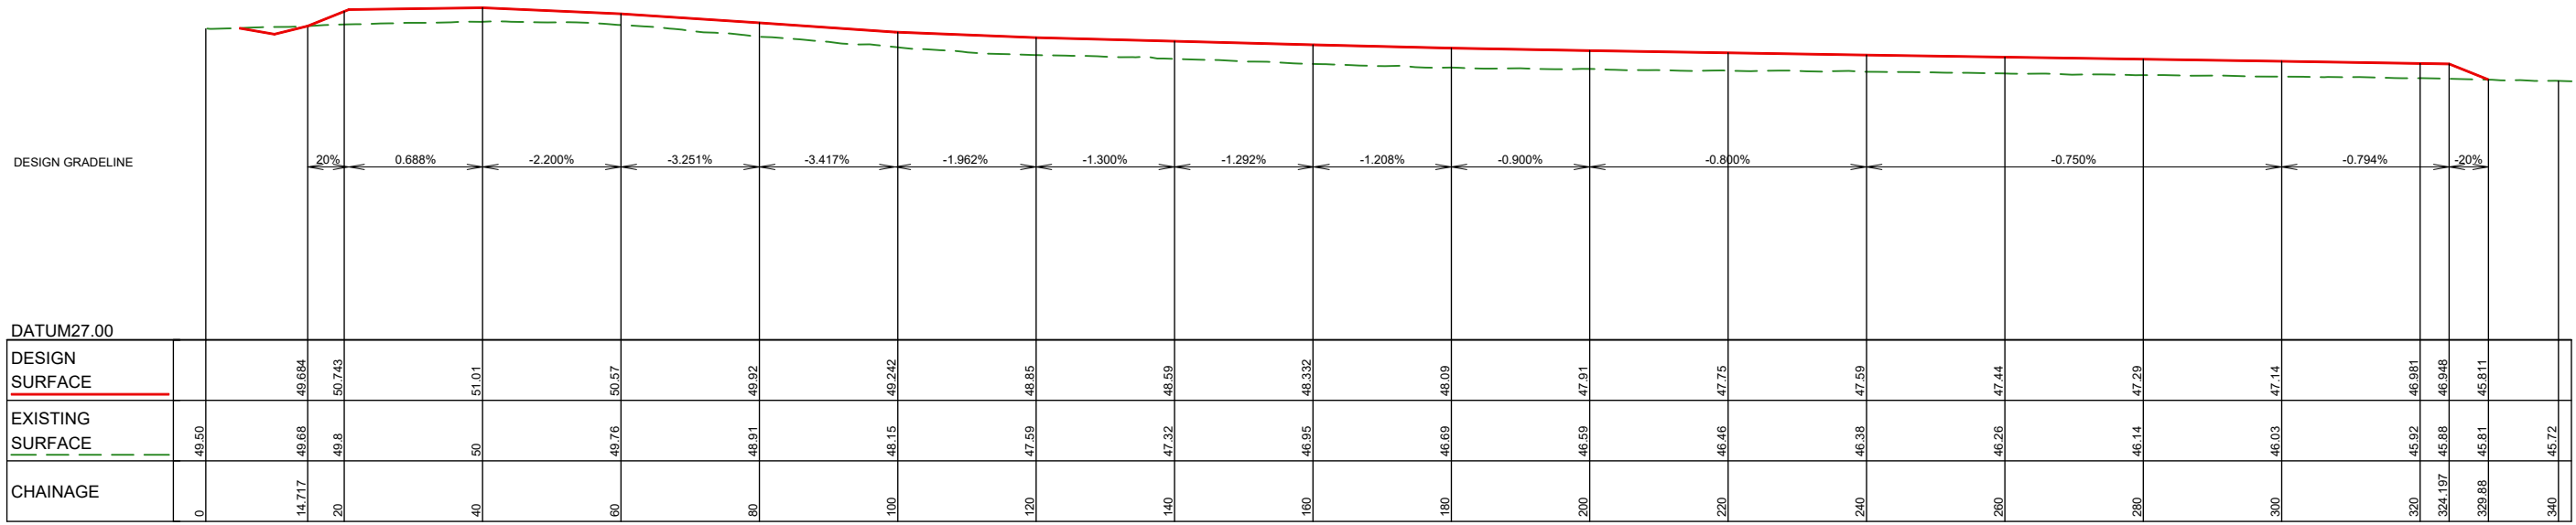 DESIGN GRADELINE
20% 0.688% -2.200% -3.251% -3.417% -1.962% -1.300% -1.292% -1.208% -0.900% -0.800% -0.750% -0.794% -20%
DATUM27.00
DESIGN
SURFACE
49.684 50.743 51.01 50.57 49.92 49.242 48.85 48.59 48.332 48.09 47.91 47.75 47.59 47.44 47.29 47.14 46.981 46.948 45.811
EXISTING
SURFACE
49.50 49.68 49.8 50 49.76 48.91 48.15 47.59 47.32 46.95 46.69 46.59 46.46 46.38 46.26 46.14 46.03 45.92 45.88 45.81 45.72
CHAINAGE
0 14.717 20 40 60 80 100 120 140 160 180 200 220 240 260 280 300 320 324.197 329.88 340